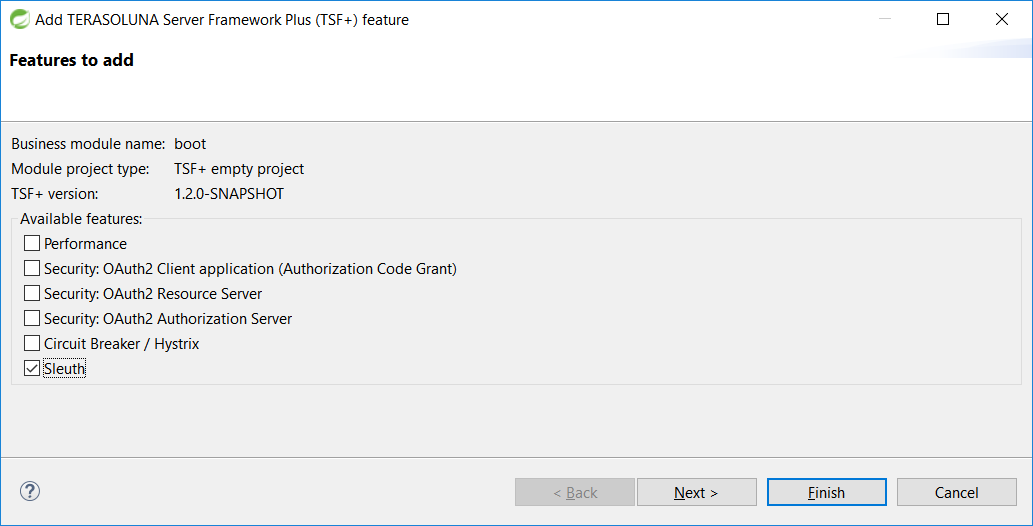 Add TERASOLUNA Server Framework Plus (TSF+) feature
Features to add
Business module name: boot
Module project type: TSF+ empty project
TSF+ version: 1.2.0-SNAPSHOT
Available features:
Performance
Security: OAuth2 Client application (Authorization Code Grant)
Security: OAuth2 Resource Server
Security: OAuth2 Authorization Server
Circuit Breaker / Hystrix
Sleuth
? < Back Next > Finish Cancel